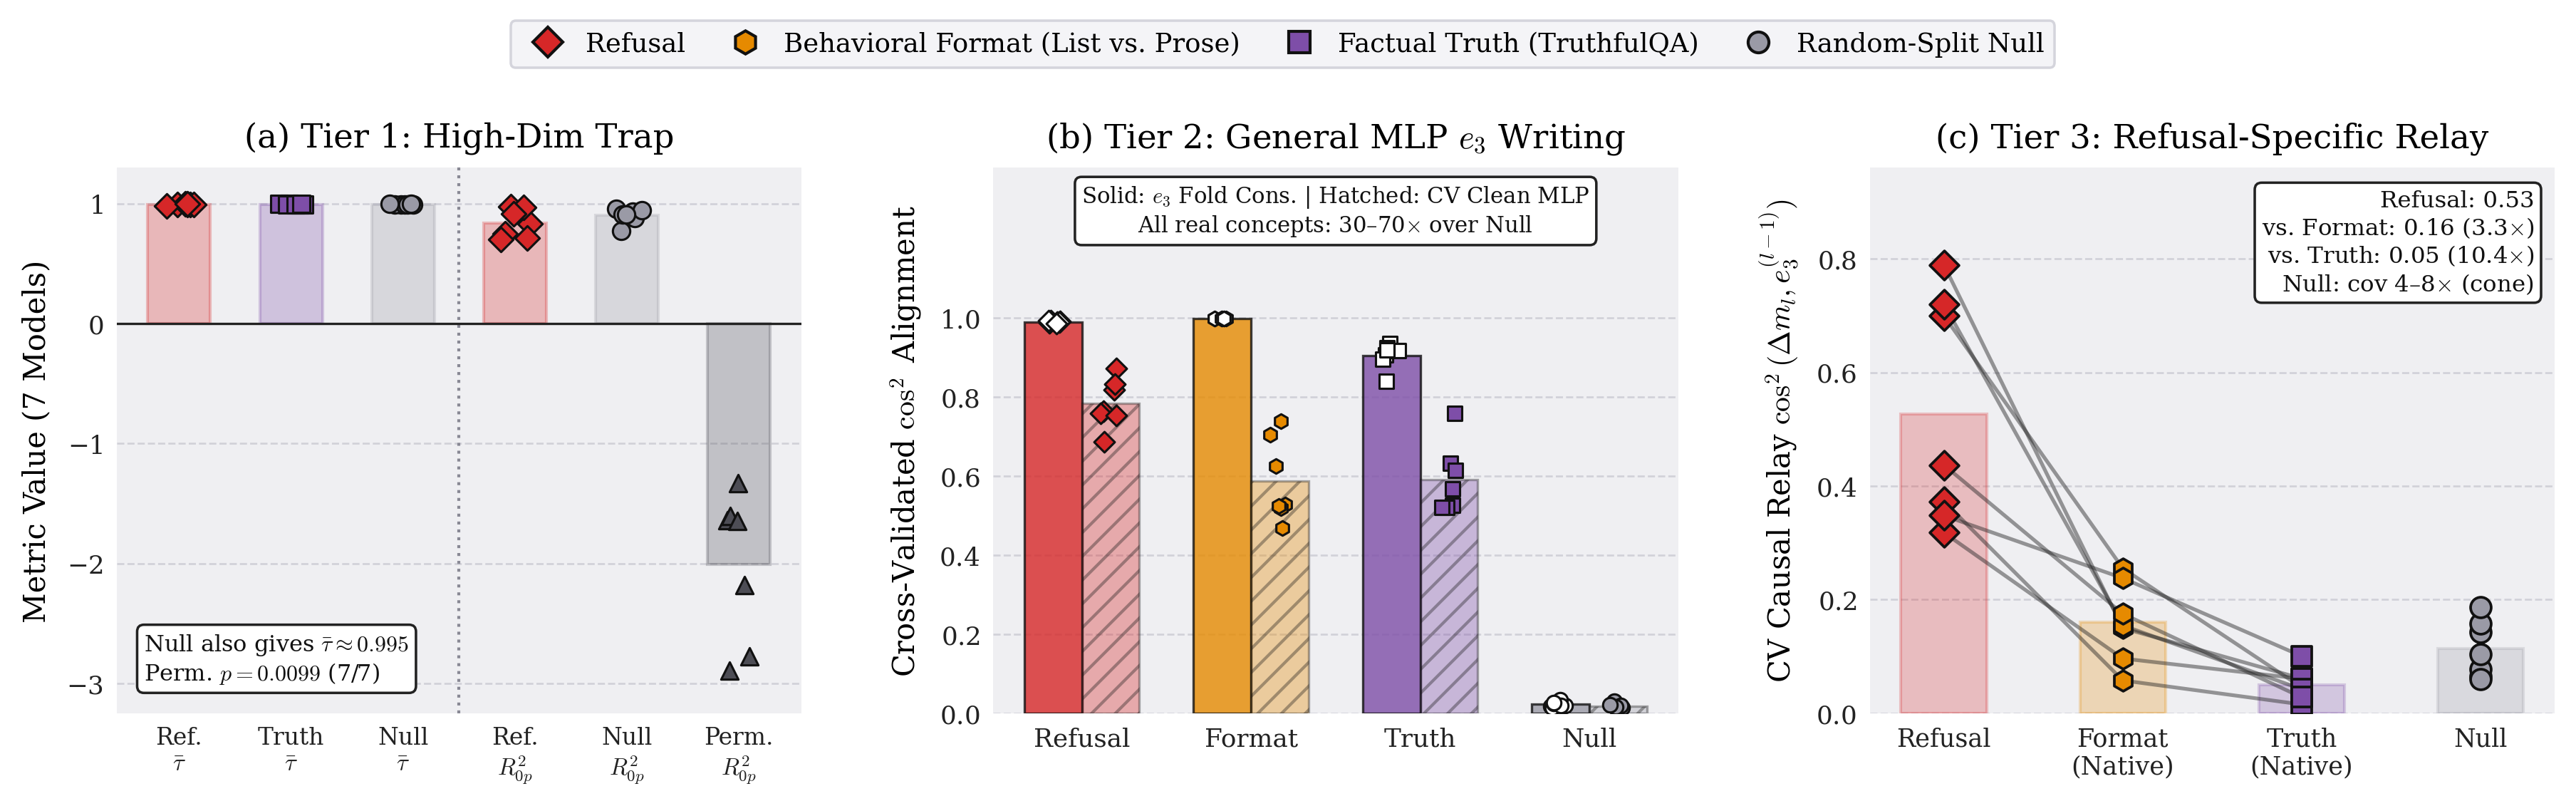 Refusal
Behavioral Format (List vs. Prose)
Factual Truth (TruthfulQA)
Random-Split Null
(a) Tier 1: High-Dim Trap
Metric Value (7 Models)
1
0
−1
−2
−3
Null also gives τ̄ ≈ 0.995
Perm. p = 0.0099 (7/7)
Ref.
τ̄
Truth
τ̄
Null
τ̄
Ref.
R²₀ₚ
Null
R²₀ₚ
Perm.
R²₀ₚ
(b) Tier 2: General MLP e₃ Writing
Cross-Validated cos² Alignment
Solid: e₃ Fold Cons. | Hatched: CV Clean MLP
All real concepts: 30–70× over Null
1.0
0.8
0.6
0.4
0.2
0.0
Refusal
Format
Truth
Null
(c) Tier 3: Refusal-Specific Relay
CV Causal Relay cos² (Δmₗ, e₃⁽ˡ⁻¹⁾)
Refusal: 0.53
vs. Format: 0.16 (3.3×)
vs. Truth: 0.05 (10.4×)
Null: cov 4–8× (cone)
0.8
0.6
0.4
0.2
0.0
Refusal
Format
(Native)
Truth
(Native)
Null